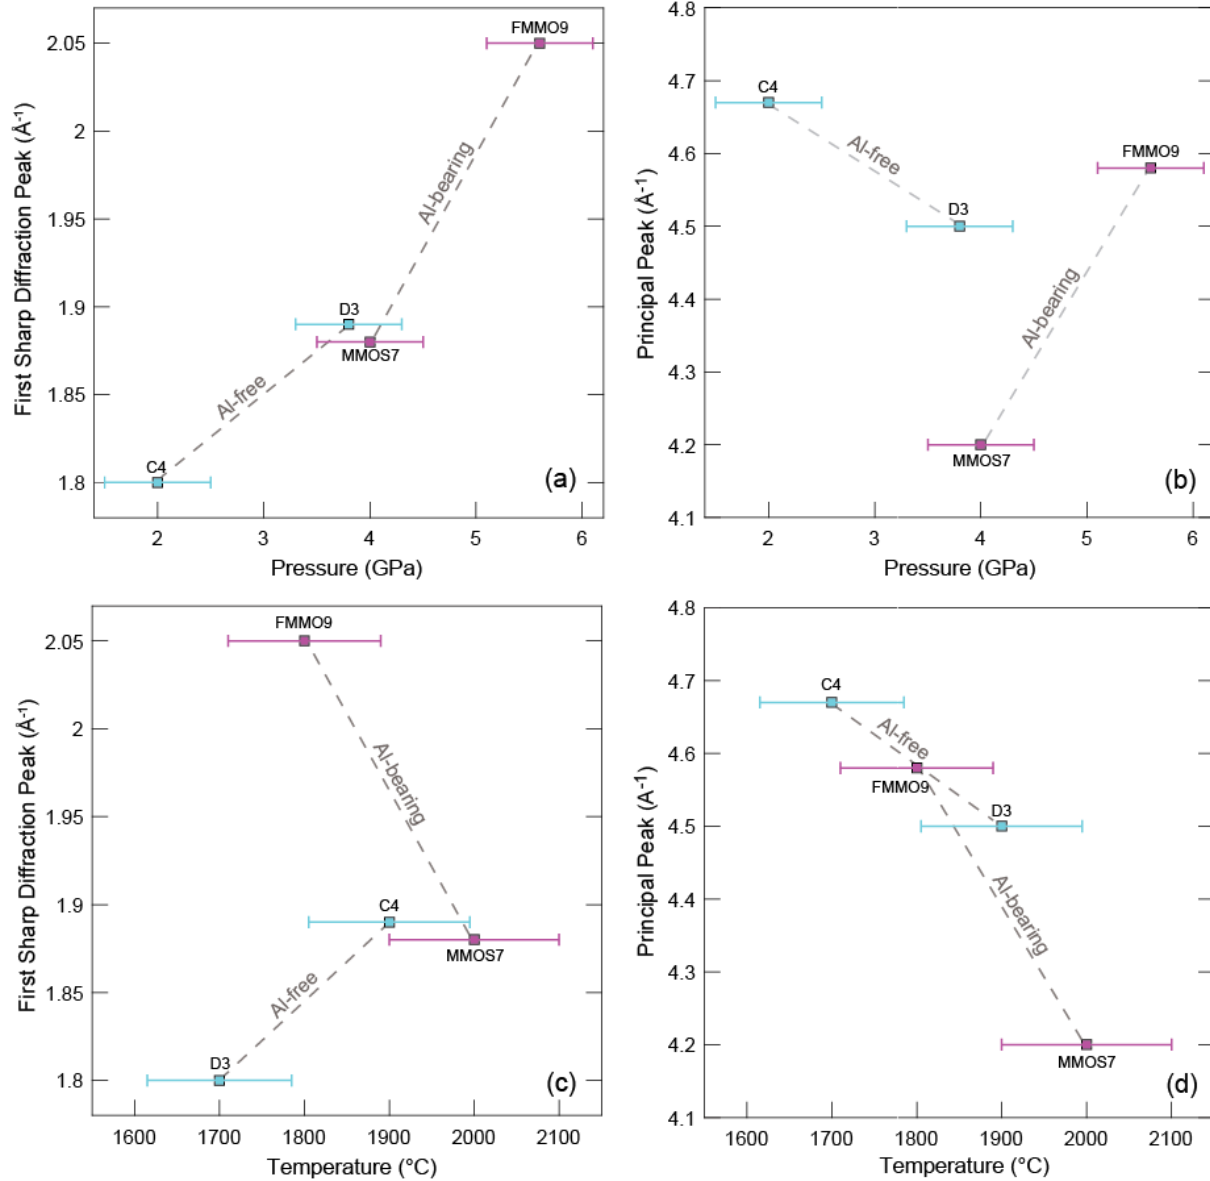 First Sharp Diffraction Peak (Å⁻¹)
2.05
2
1.95
1.9
1.85
1.8
FMMO9
Al-bearing
D3
MMOS7
Al-free
C4
(a)
2 3 4 5 6
Pressure (GPa)
Principal Peak (Å⁻¹)
4.8
4.7
4.6
4.5
4.4
4.3
4.2
4.1
C4
Al-free
FMMO9
D3
Al-bearing
MMOS7
(b)
2 3 4 5 6
Pressure (GPa)
First Sharp Diffraction Peak (Å⁻¹)
2.05
2
1.95
1.9
1.85
1.8
FMMO9
Al-bearing
C4
MMOS7
Al-free
D3
(c)
1600 1700 1800 1900 2000 2100
Temperature (°C)
Principal Peak (A⁻¹)
4.8
4.7
4.6
4.5
4.4
4.3
4.2
4.1
C4
Al-free
FMMO9
D3
Al-bearing
MMOS7
(d)
1600 1700 1800 1900 2000 2100
Temperature (°C)